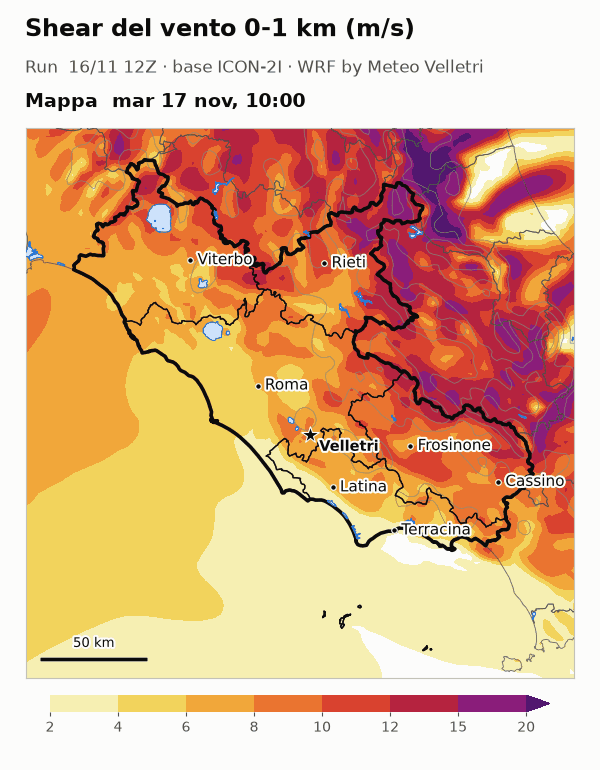 Shear del vento 0-1 km (m/s)
Run  16/11 12Z · base ICON-2I · WRF by Meteo Velletri
Mappa  mar 17 nov, 10:00
Viterbo
Rieti
Roma
Velletri
Frosinone
Cassino
Latina
Terracina
50 km
2 4 6 8 10 12 15 20